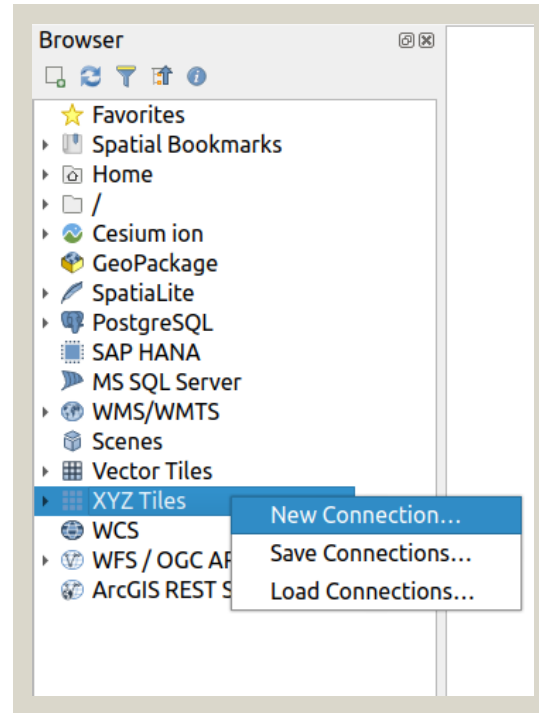 Browser
Favorites
Spatial Bookmarks
Home
/
Cesium ion
GeoPackage
SpatiaLite
PostgreSQL
SAP HANA
MS SQL Server
WMS/WMTS
Scenes
Vector Tiles
XYZ Tiles
New Connection...
WCS
Save Connections...
WFS / OGC AP
ArcGIS REST S
Load Connections...